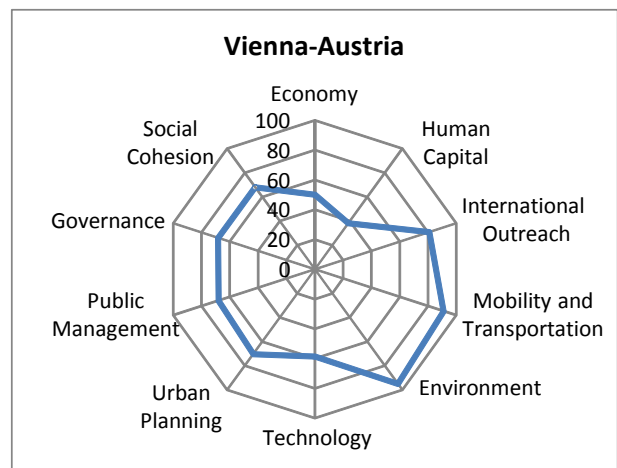 Vienna-Austria
Economy
Human
Capital
International
Outreach
Mobility and
Transportation
Environment
Technology
Urban
Planning
Public
Management
Governance
Social
Cohesion
100
80
60
40
20
0